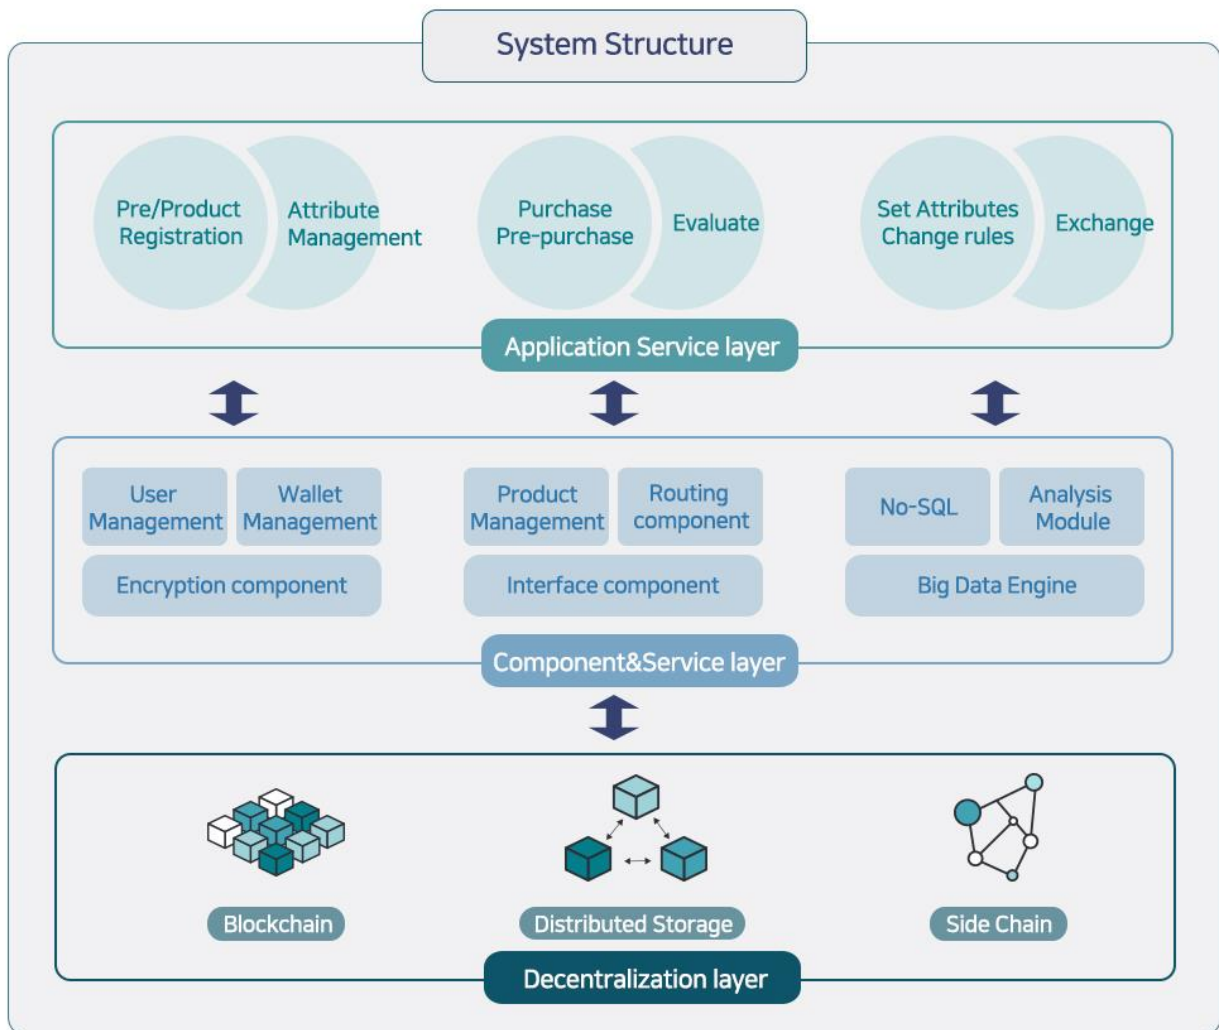 System Structure
Pre/Product
Registration
Attribute
Management
Purchase
Pre-purchase
Evaluate
Set Attributes
Change rules
Exchange
Application Service layer
User
Management
Wallet
Management
Product
Management
Routing
component
No-SQL
Analysis
Module
Encryption component
Interface component
Big Data Engine
Component&Service layer
Blockchain
Distributed Storage
Side Chain
Decentralization layer